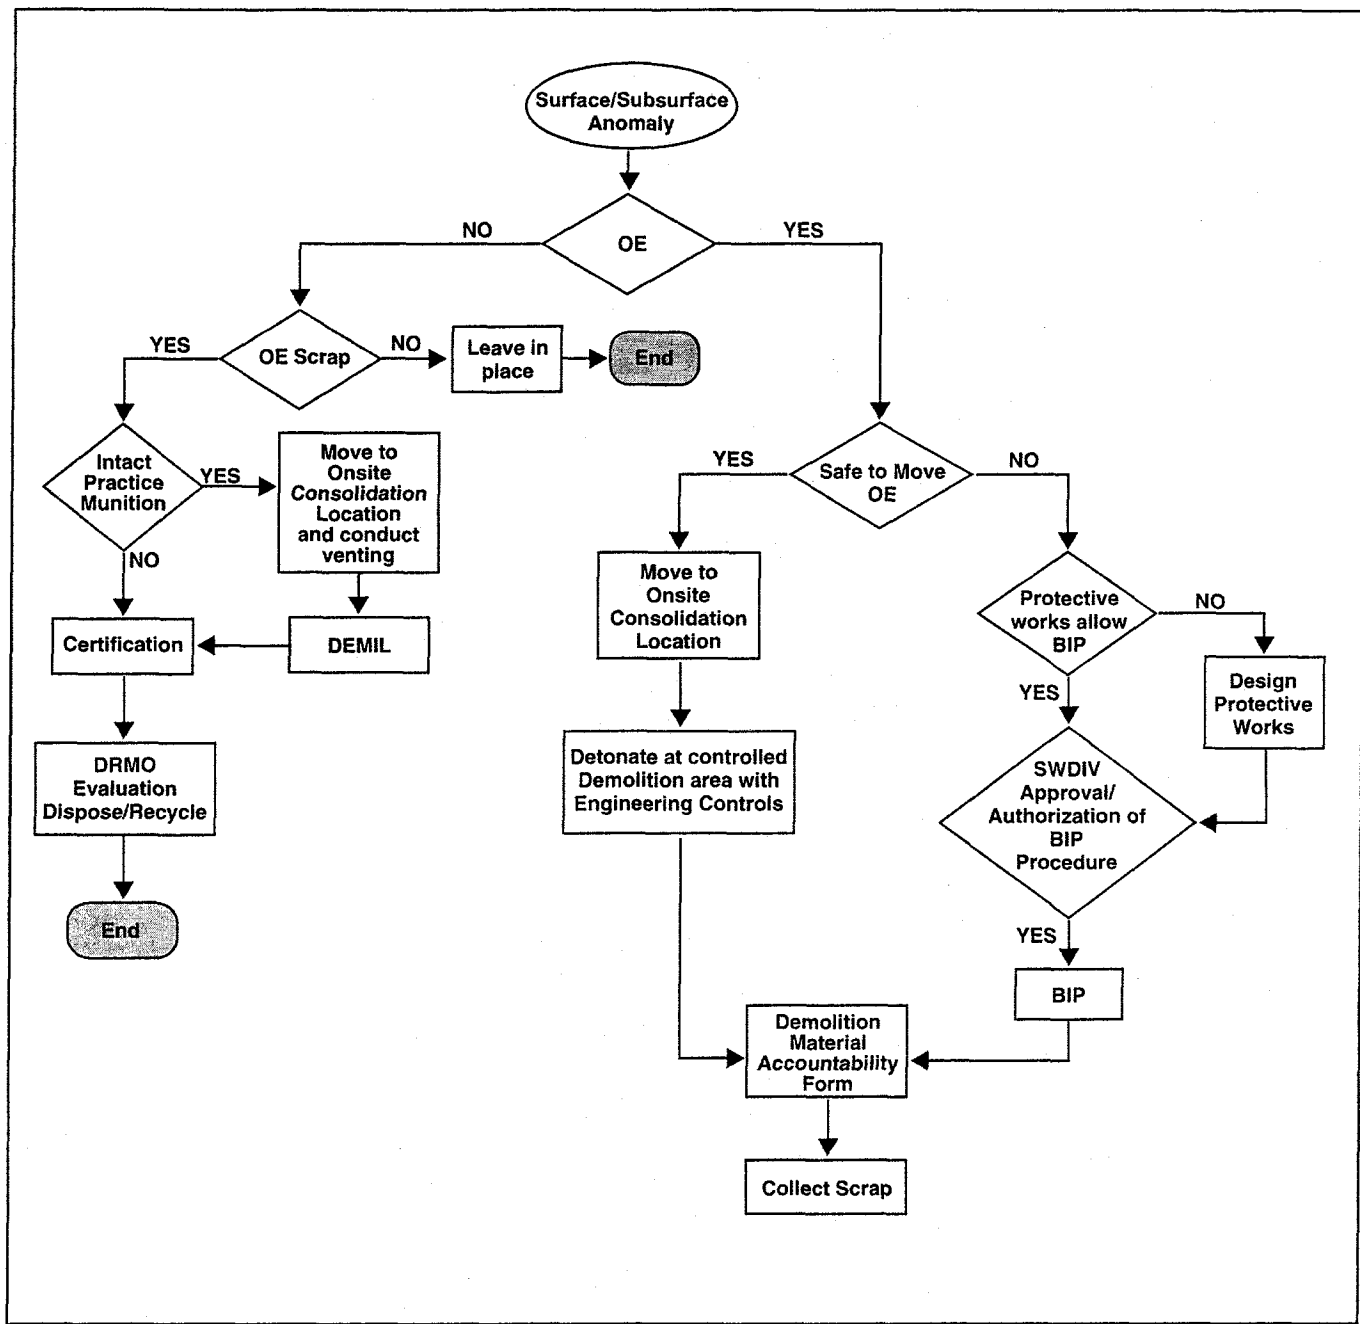 Surface/Subsurface
Anomaly
NO
OE
YES
YES
OE Scrap
NO
Leave in
place
End
Intact
Practice
Munition
YES
NO
Move to
Onsite
Consolidation
Location
and conduct
venting
Certification
DEMIL
DRMO
Evaluation
Dispose/Recycle
End
YES
Safe to Move
OE
NO
Move to
Onsite
Consolidation
Location
Detonate at controlled
Demolition area with
Engineering Controls
Protective
works allow
BIP
NO
YES
Design
Protective
Works
SWDIV
Approval/
Authorization of
BIP
Procedure
YES
BIP
Demolition
Material
Accountability
Form
Collect Scrap